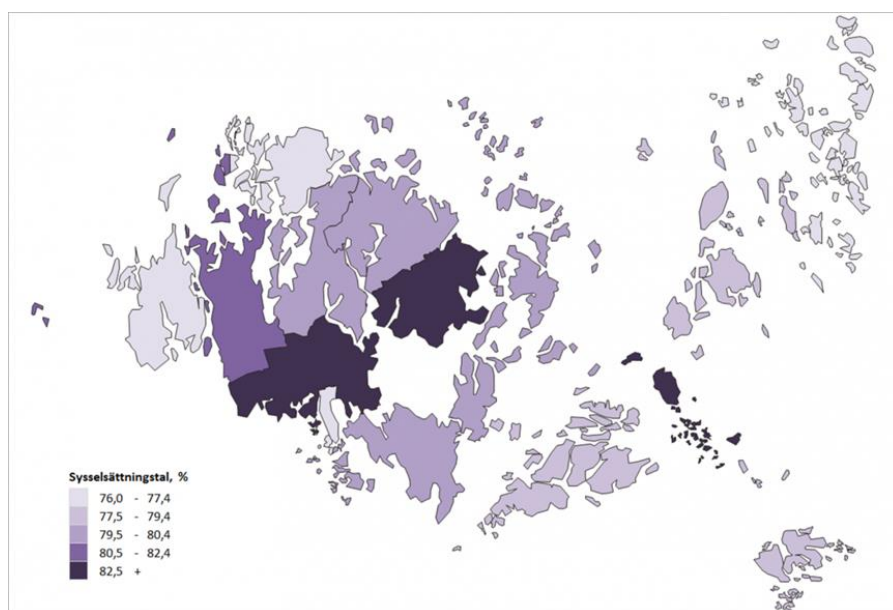 Sysselsättningstal, %
76,0 - 77,4
77,5 - 79,4
79,5 - 80,4
80,5 - 82,4
82,5 +